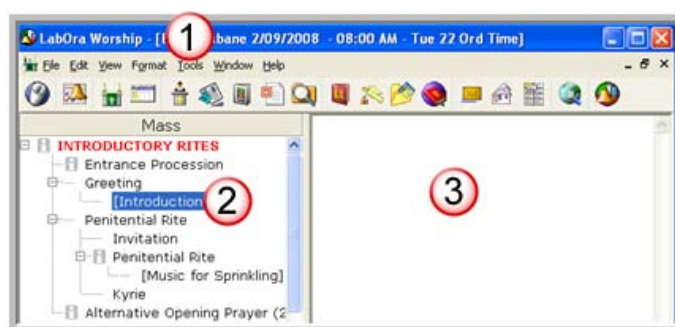 LabOra Worship - [ bane 2/09/2008 - 08:00 AM - Tue 22 Ord Time]
1
File Edit View Format Tools Window Help
Mass
INTRODUCTORY RITES
Entrance Procession
Greeting
[Introduction
2
3
Penitential Rite
Invitation
Penitential Rite
[Music for Sprinkling]
Kyrie
Alternative Opening Prayer (2